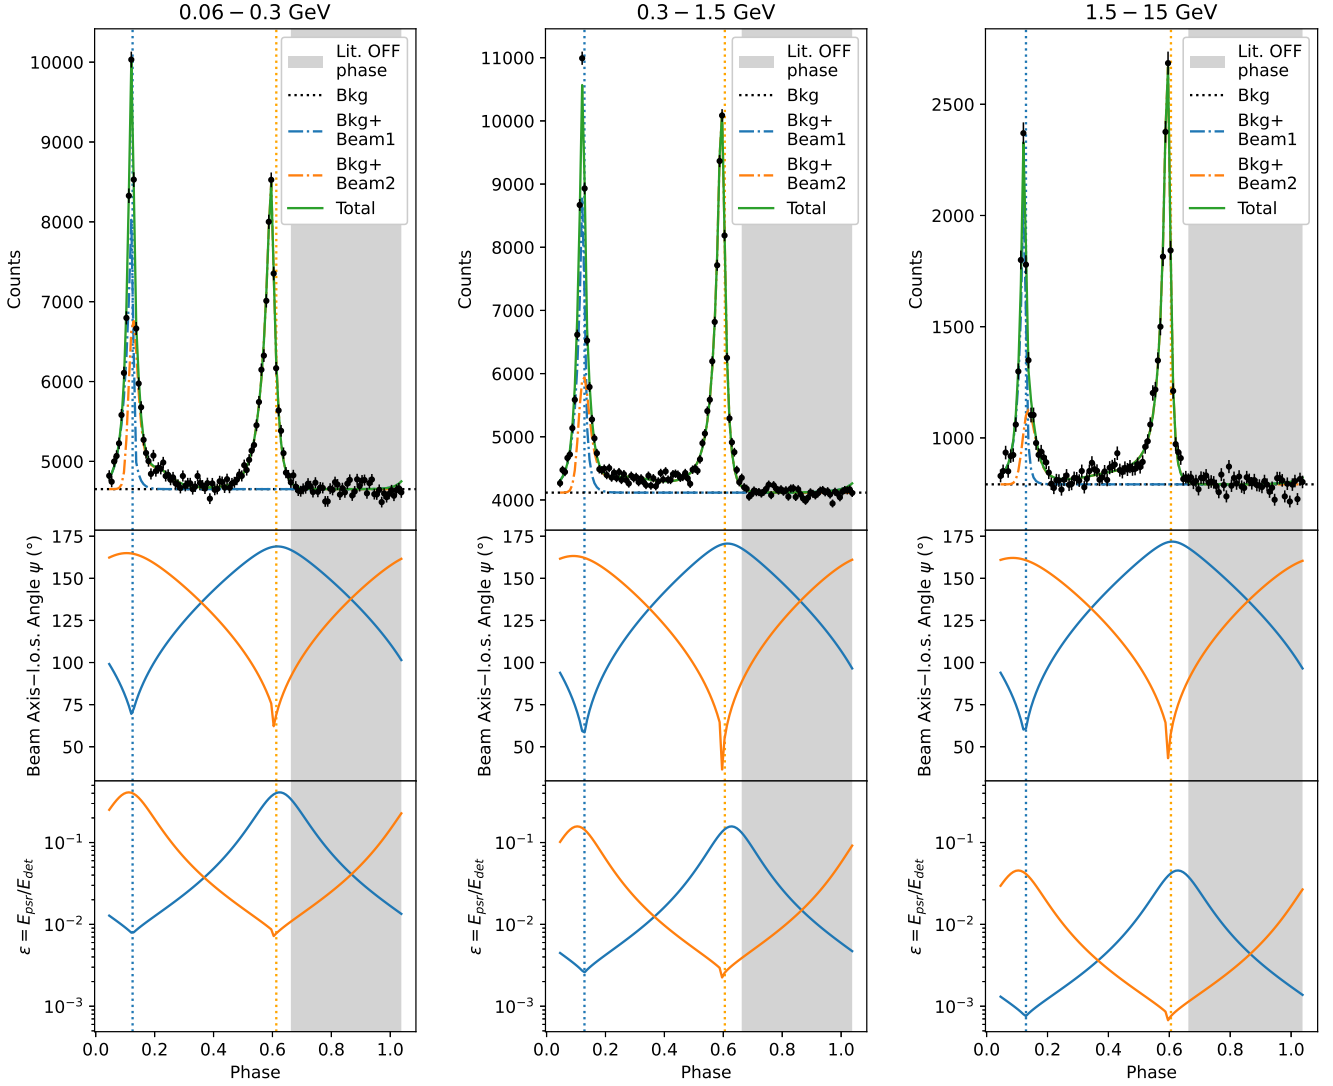 0.06 − 0.3 GeV
Counts
10000
9000
8000
7000
6000
5000
Lit. OFF
phase
Bkg
Bkg+
Beam1
Bkg+
Beam2
Total
Beam Axis−l.o.s. Angle ψ (°)
175
150
125
100
75
50
ε = E_psr/E_det
10⁻¹
10⁻²
10⁻³
0.0 0.2 0.4 0.6 0.8 1.0
Phase
0.3 − 1.5 GeV
Counts
11000
10000
9000
8000
7000
6000
5000
4000
Lit. OFF
phase
Bkg
Bkg+
Beam1
Bkg+
Beam2
Total
Beam Axis−l.o.s. Angle ψ (°)
175
150
125
100
75
50
ε = E_psr/E_det
10⁻¹
10⁻²
10⁻³
0.0 0.2 0.4 0.6 0.8 1.0
Phase
1.5 − 15 GeV
Counts
2500
2000
1500
1000
Lit. OFF
phase
Bkg
Bkg+
Beam1
Bkg+
Beam2
Total
Beam Axis−l.o.s. Angle ψ (°)
175
150
125
100
75
50
ε = E_psr/E_det
10⁻¹
10⁻²
10⁻³
0.0 0.2 0.4 0.6 0.8 1.0
Phase